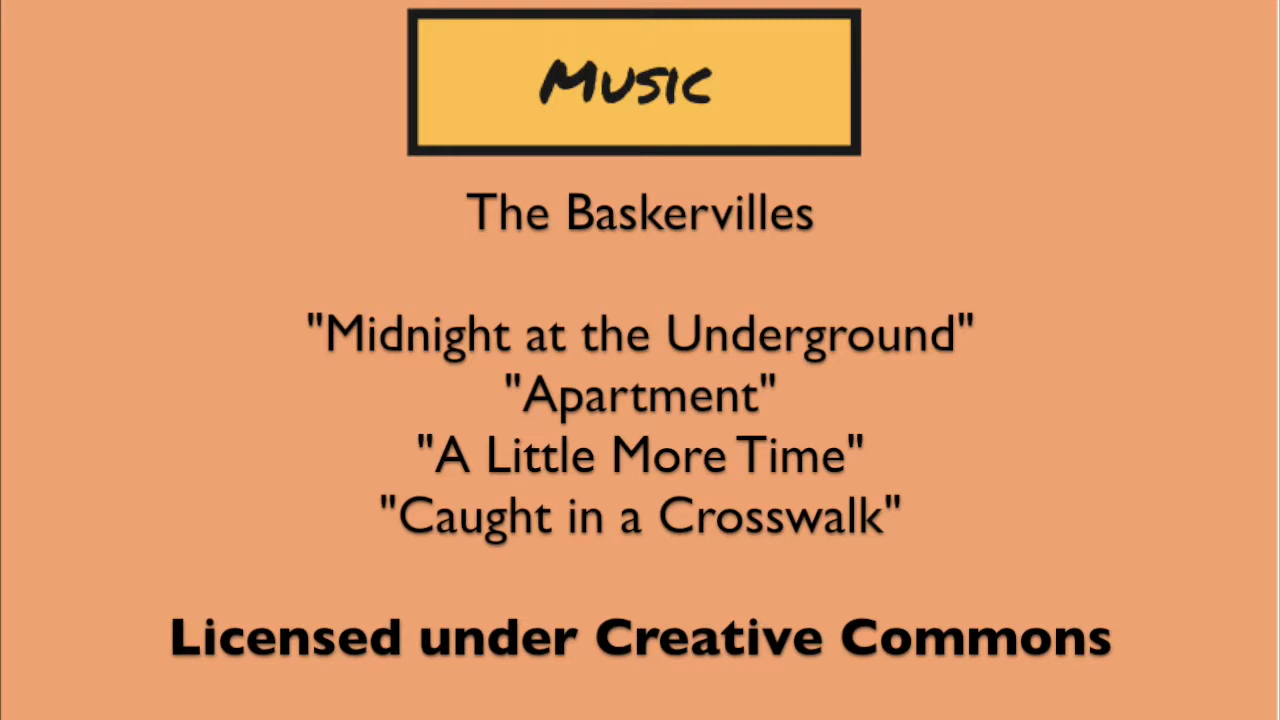 Music
The Baskervilles
"Midnight at the Underground"
"Apartment"
"A Little More Time"
"Caught in a Crosswalk"
Licensed under Creative Commons